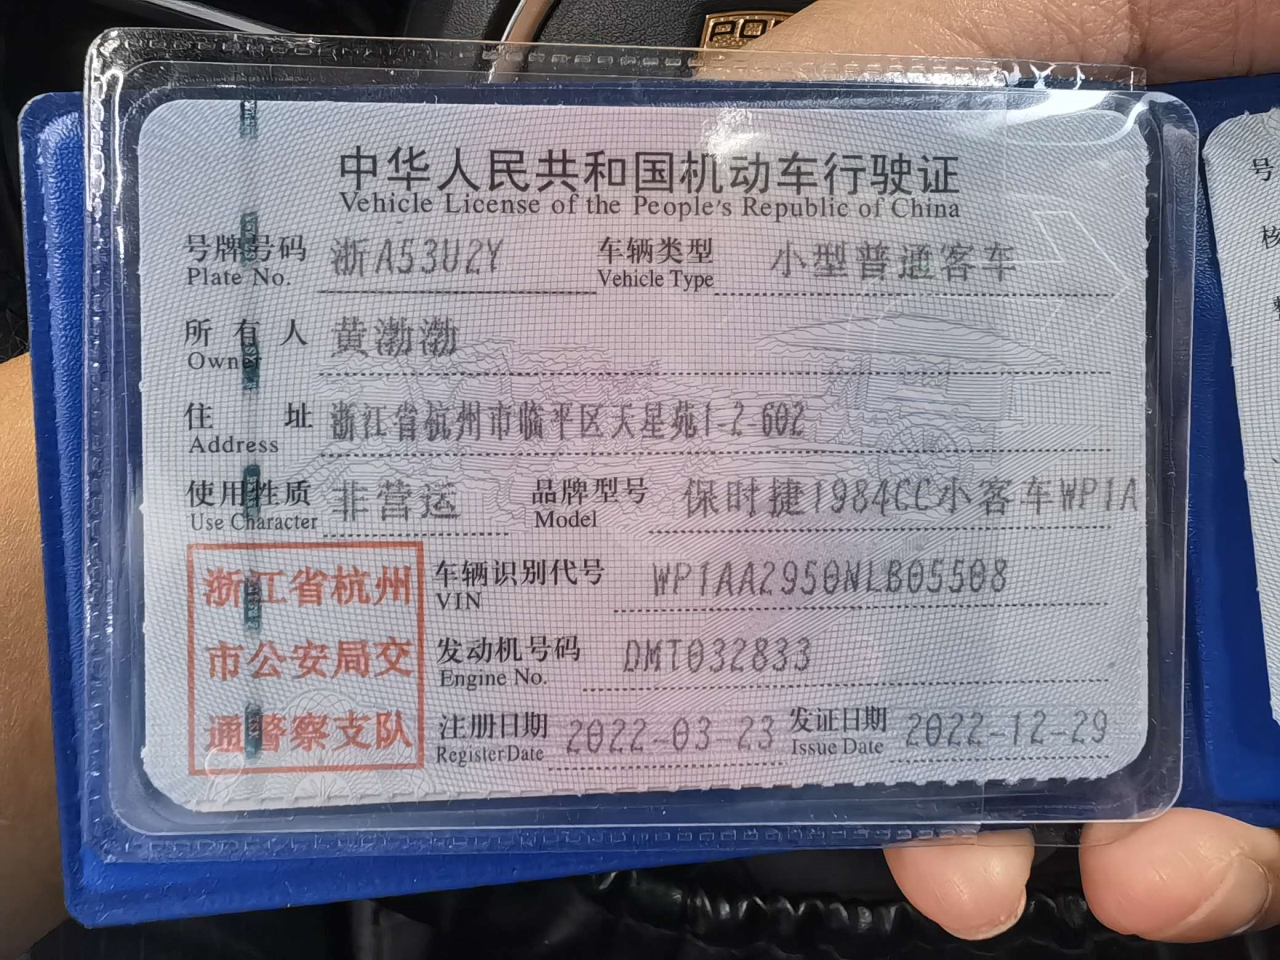 中华人民共和国机动车行驶证
Vehicle License of the People's Republic of China
号牌号码 浙A53U2Y 车辆类型 小型普通客车
Plate No. Vehicle Type
所有人 黄渤渤
Owner
住址 浙江省杭州市临平区天星苑1-2-602
Address
使用性质 非营运 品牌型号 保时捷1984CC小客车WP1A
Use Character Model
浙江省杭州
市公安局交
通警察支队
车辆识别代号 WP1AA2950NLB05508
VIN
发动机号码 DMT032833
Engine No.
注册日期 2022-03-23 发证日期 2022-12-29
Register Date Issue Date
号
核